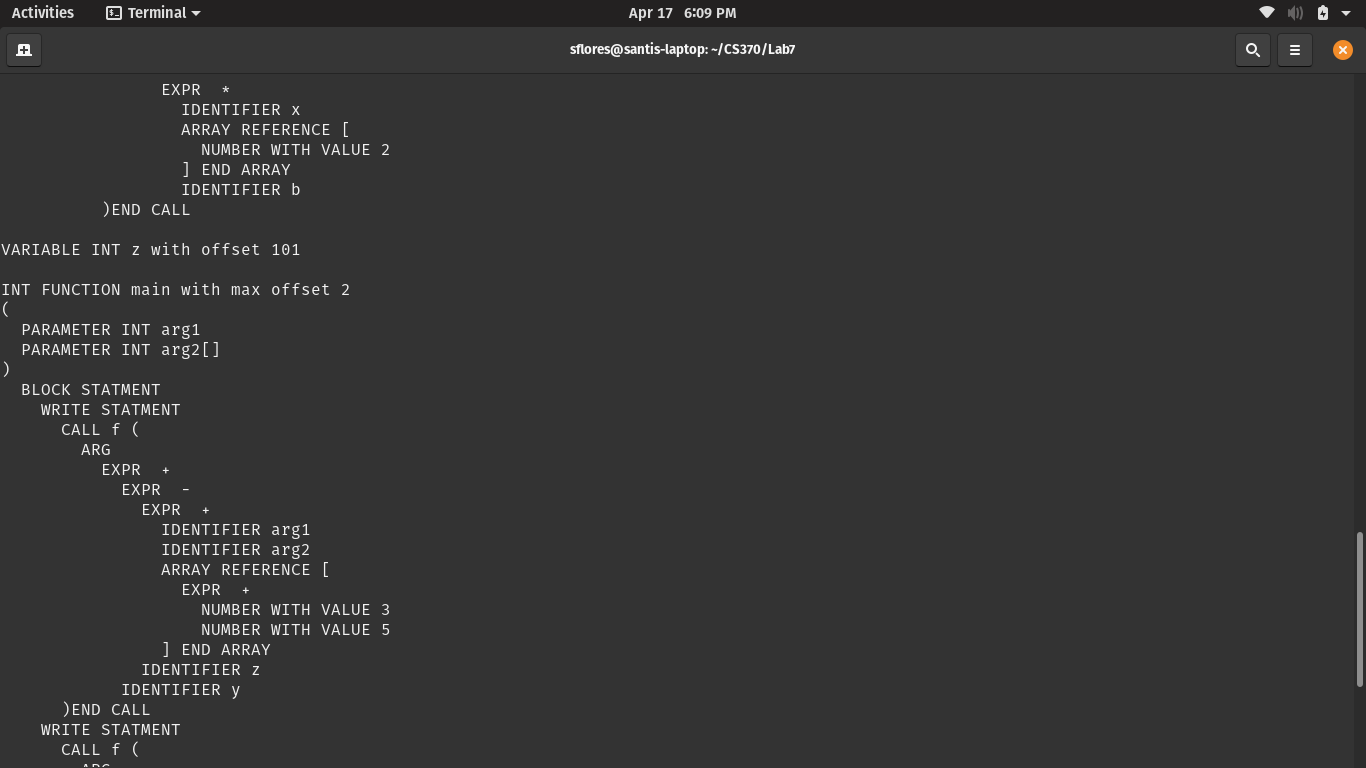 Activities Terminal Apr 17 6:09 PM
sflores@santis-laptop: ~/CS370/Lab7
                EXPR  *
                  IDENTIFIER x
                  ARRAY REFERENCE [
                    NUMBER WITH VALUE 2
                  ] END ARRAY
                  IDENTIFIER b
          )END CALL

VARIABLE INT z with offset 101

INT FUNCTION main with max offset 2
(
  PARAMETER INT arg1
  PARAMETER INT arg2[]
)
  BLOCK STATMENT
    WRITE STATMENT
      CALL f (
        ARG
          EXPR  +
            EXPR  -
              EXPR  +
                IDENTIFIER arg1
                IDENTIFIER arg2
                ARRAY REFERENCE [
                  EXPR  +
                    NUMBER WITH VALUE 3
                    NUMBER WITH VALUE 5
                ] END ARRAY
              IDENTIFIER z
            IDENTIFIER y
      )END CALL
    WRITE STATMENT
      CALL f (
        ARG